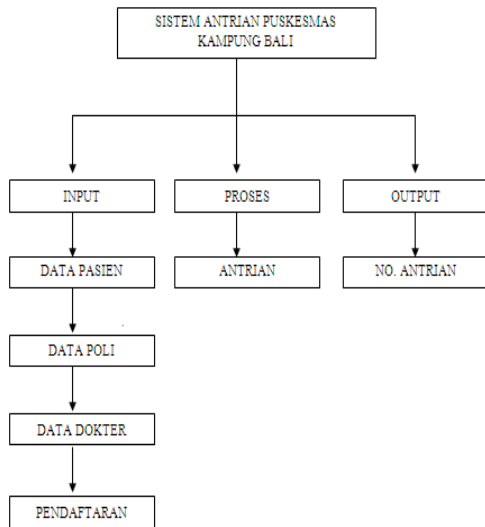 SISTEM ANTRIAN PUSKESMAS
KAMPUNG BALI
INPUT
PROSES
OUTPUT
DATA PASIEN
ANTRIAN
NO. ANTRIAN
DATA POLI
DATA DOKTER
PENDAFTARAN